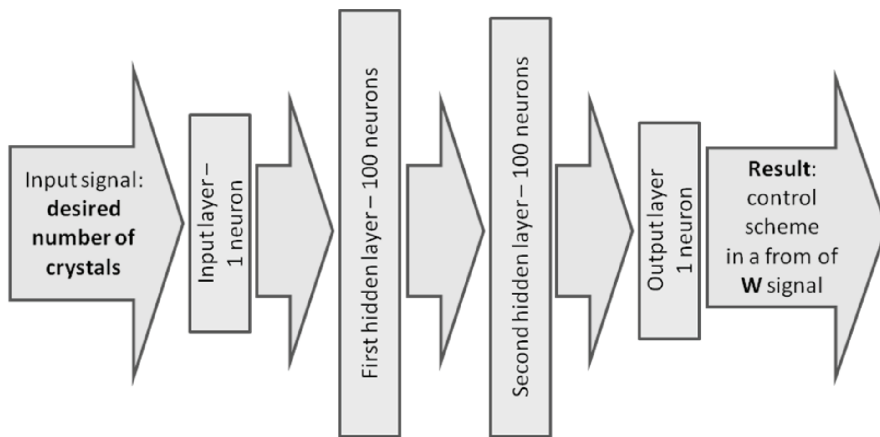 Input signal:
desired
number of
crystals
Input layer –
1 neuron
First hidden layer – 100 neurons
Second hidden layer – 100 neurons
Output layer
1 neuron
Result:
control
scheme
in a from of
W signal